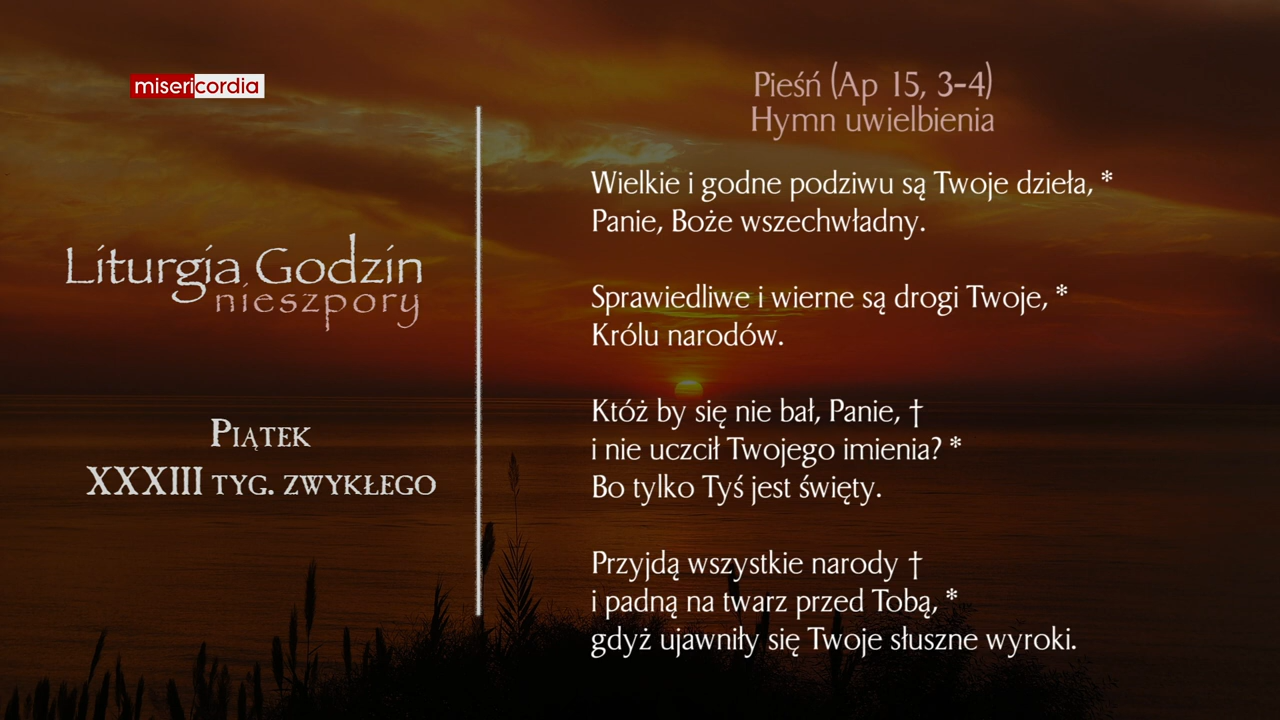 misericordia
Liturgia Godzin
nieszpory
Piątek
XXXIII tyg. zwykłego
Pieśń (Ap 15, 3-4)
Hymn uwielbienia
Wielkie i godne podziwu są Twoje dzieła, *
Panie, Boże wszechwładny.
Sprawiedliwe i wierne są drogi Twoje, *
Królu narodów.
Któż by się nie bał, Panie, †
i nie uczcił Twojego imienia? *
Bo tylko Tyś jest święty.
Przyjdą wszystkie narody †
i padną na twarz przed Tobą, *
gdyż ujawniły się Twoje słuszne wyroki.